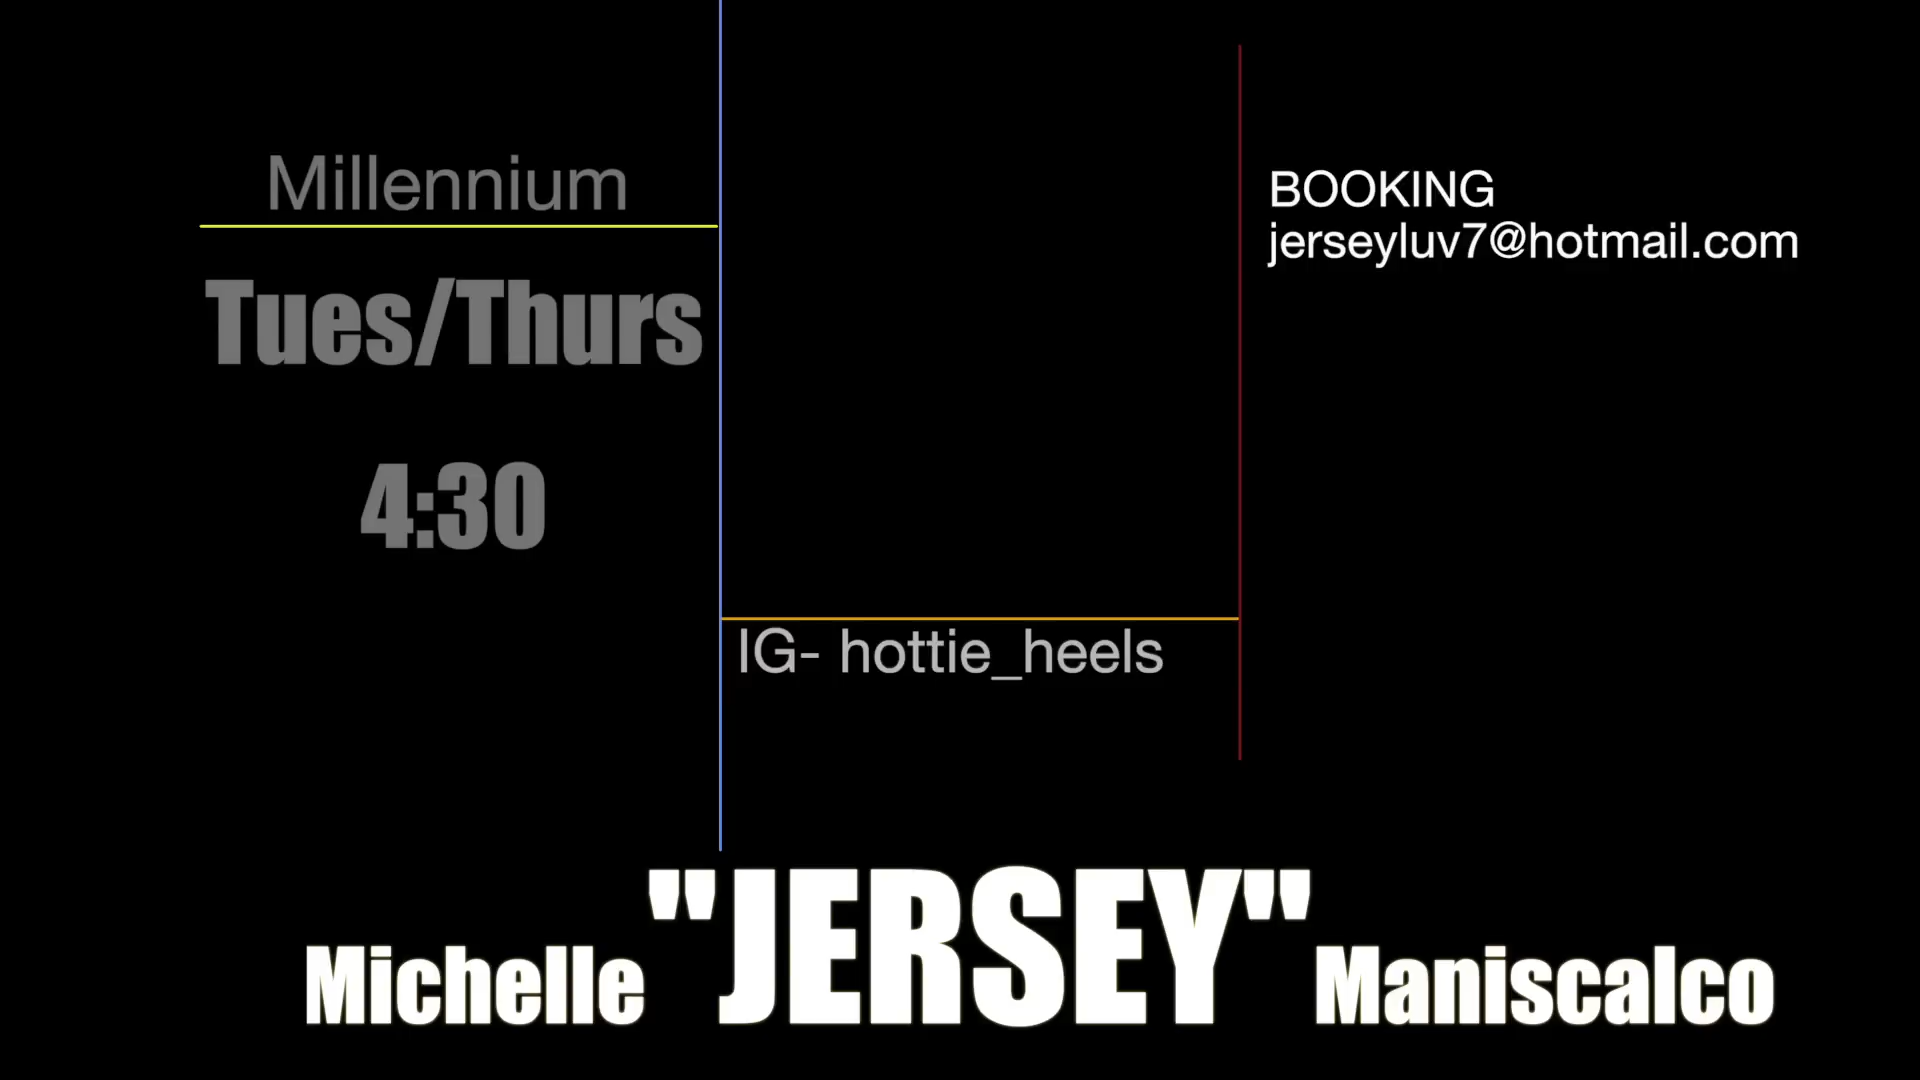 Millennium
Tues/Thurs
4:30
IG- hottie_heels
BOOKING
jerseyluv7@hotmail.com
Michelle "JERSEY" Maniscalco